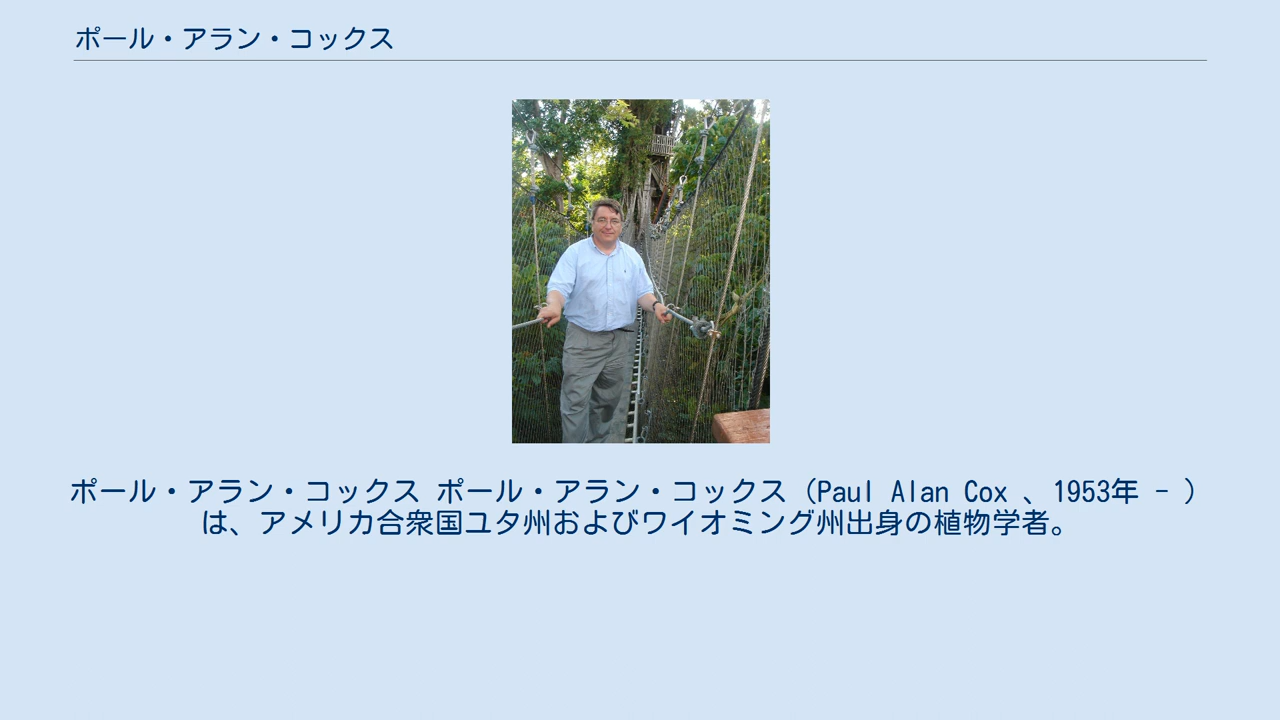 ポール・アラン・コックス
ポール・アラン・コックス ポール・アラン・コックス（Paul Alan Cox 、1953年 - ）
は、アメリカ合衆国ユタ州およびワイオミング州出身の植物学者。